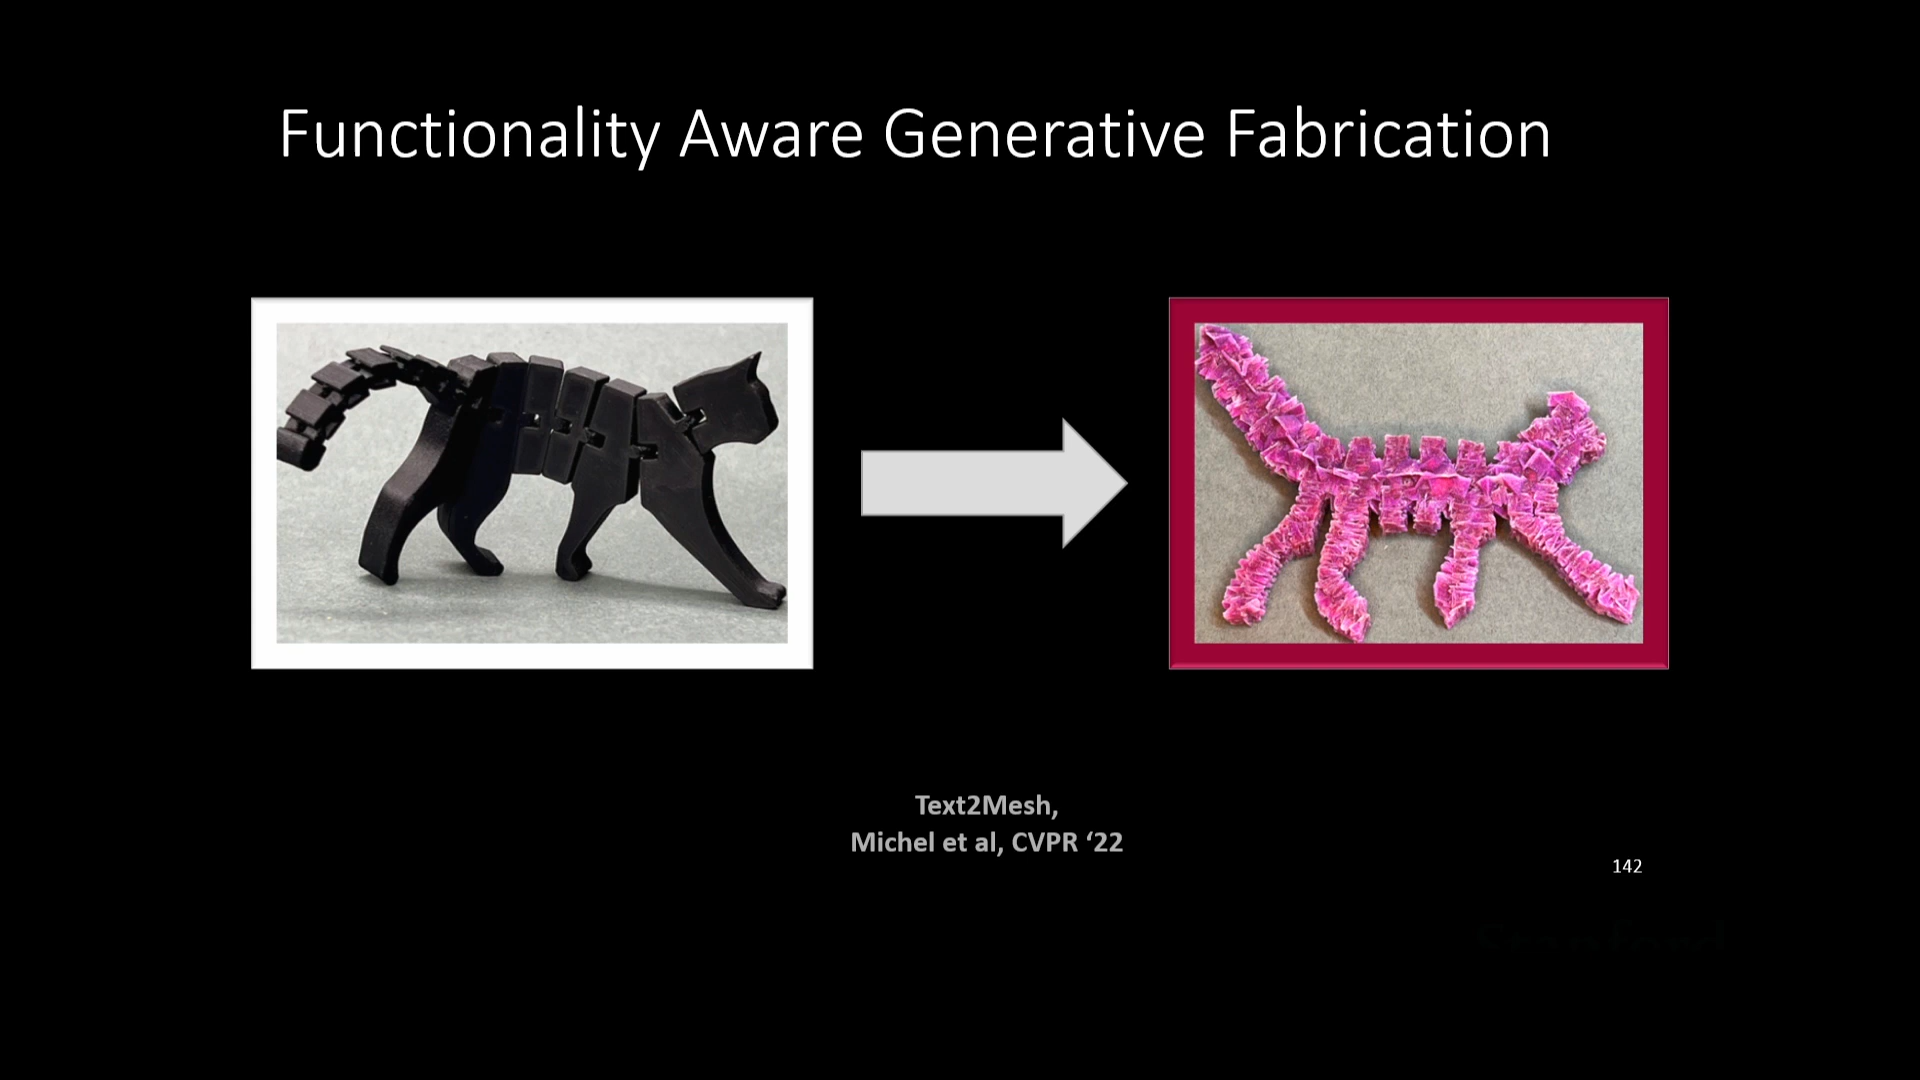 Functionality Aware Generative Fabrication
Text2Mesh,
Michel et al, CVPR ‘22
142